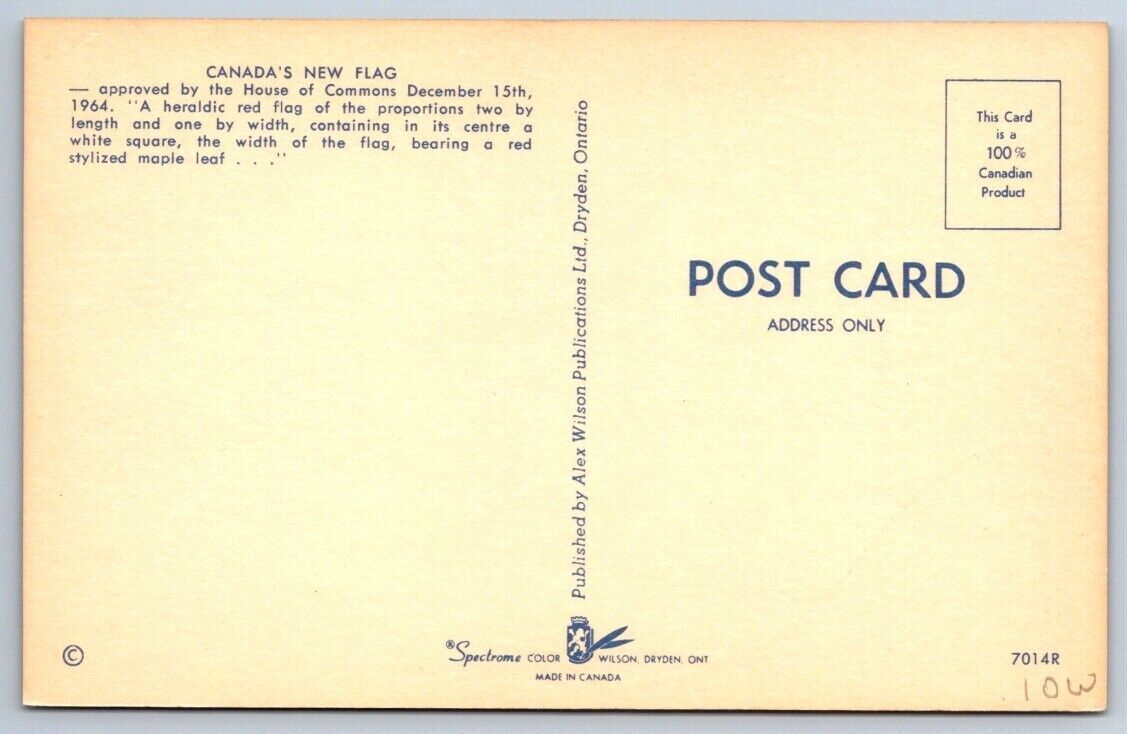 CANADA'S NEW FLAG
— approved by the House of Commons December 15th,
1964. "A heraldic red flag of the proportions two by
length and one by width, containing in its centre a
white square, the width of the flag, bearing a red
stylized maple leaf . . ."
Published by Alex Wilson Publications Ltd., Dryden, Ontario
This Card
is a
100%
Canadian
Product
POST CARD
ADDRESS ONLY
©
®Spectrome COLOR WILSON, DRYDEN, ONT
MADE IN CANADA
7014R
10W